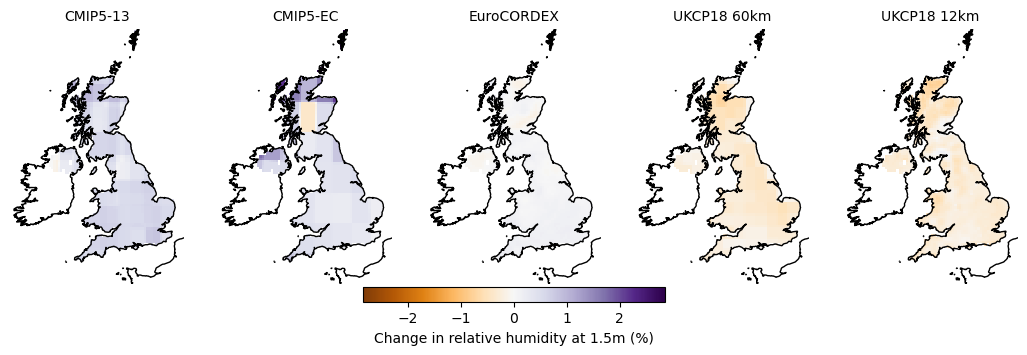 CMIP5-13 CMIP5-EC EuroCORDEX UKCP18 60km UKCP18 12km
−2 −1 0 1 2
Change in relative humidity at 1.5m (%)